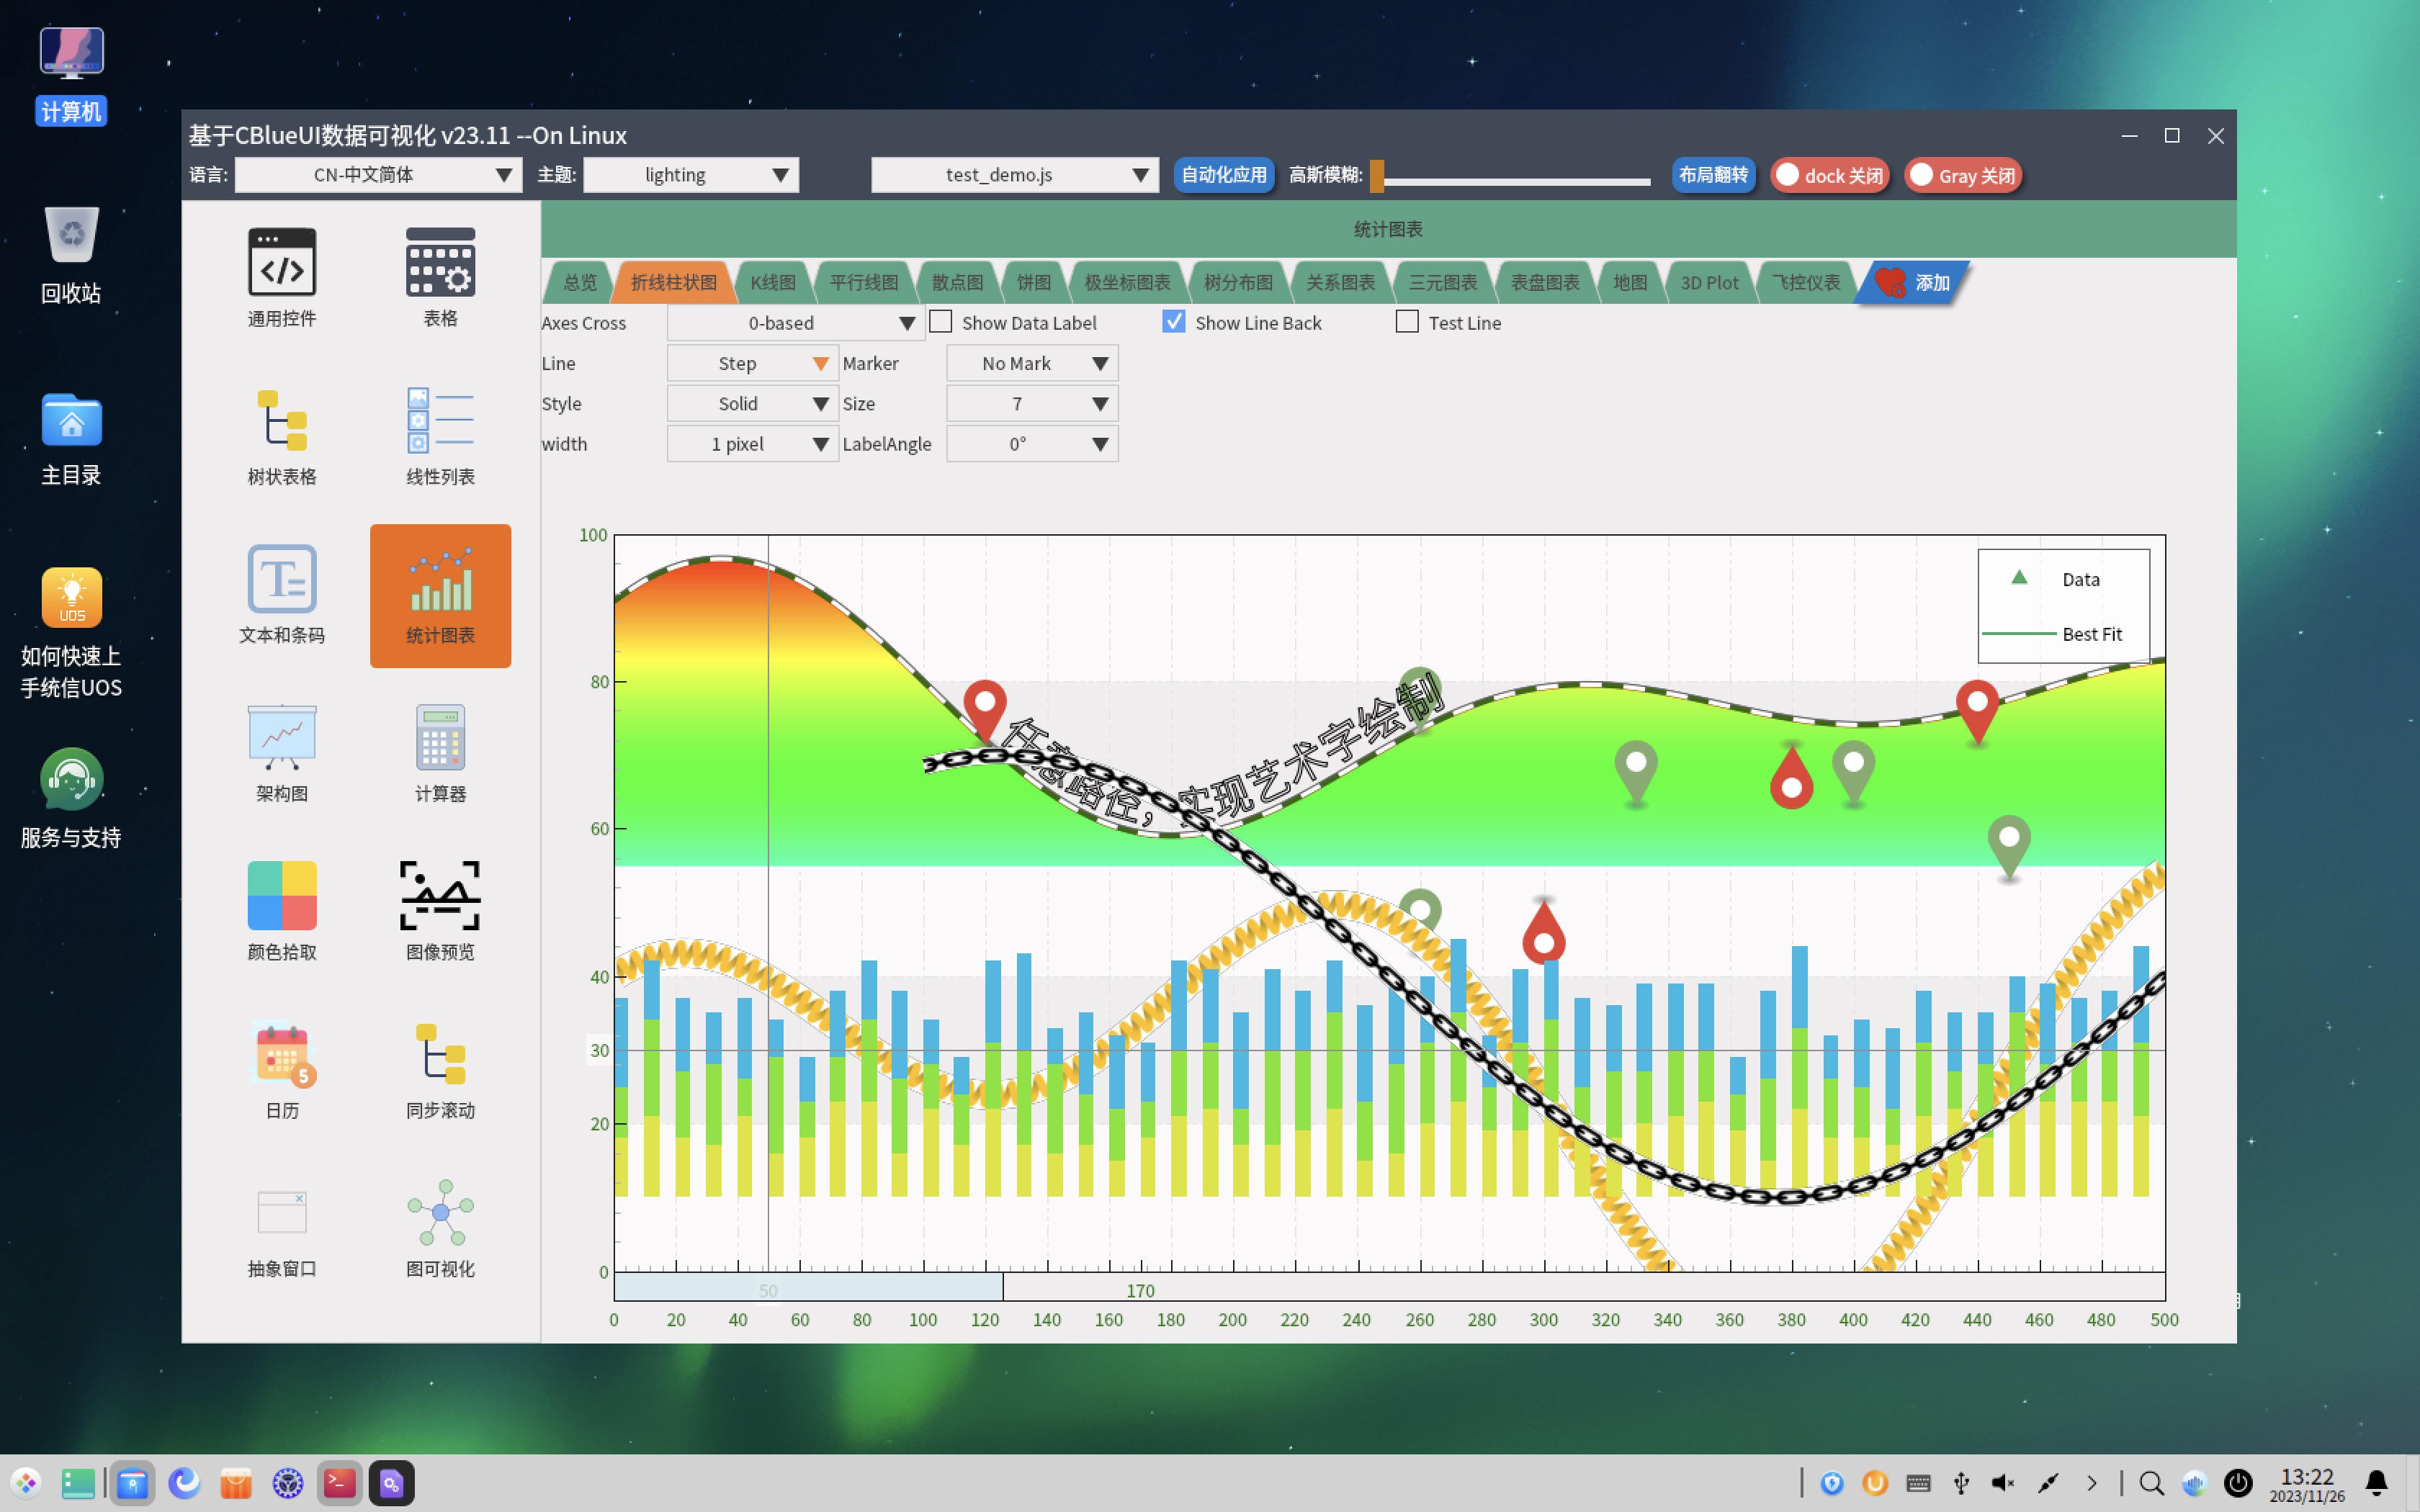 计算机
回收站
主目录
UOS
如何快速上
手统信UOS
服务与支持
基于CBlueUI数据可视化 v23.11 --On Linux
语言: CN-中文简体 主题: lighting test_demo.js 自动化应用 高斯模糊: 布局翻转 dock 关闭 Gray 关闭
通用控件 表格
树状表格 线性列表
文本和条码 统计图表
架构图 计算器
颜色拾取 图像预览
5
日历 同步滚动
抽象窗口 图可视化
统计图表
总览 折线柱状图 K线图 平行线图 散点图 饼图 极坐标图表 树分布图 关系图表 三元图表 表盘图表 地图 3D Plot 飞控仪表 添加
Axes Cross 0-based Show Data Label Show Line Back Test Line
Line Step Marker No Mark
Style Solid Size 7
width 1 pixel LabelAngle 0°
100
80
60
40
30
20
0
Data
Best Fit
任意路径，实现艺术字绘制
50 170
0 20 40 60 80 100 120 140 160 180 200 220 240 260 280 300 320 340 360 380 400 420 440 460 480 500
13:22
2023/11/26